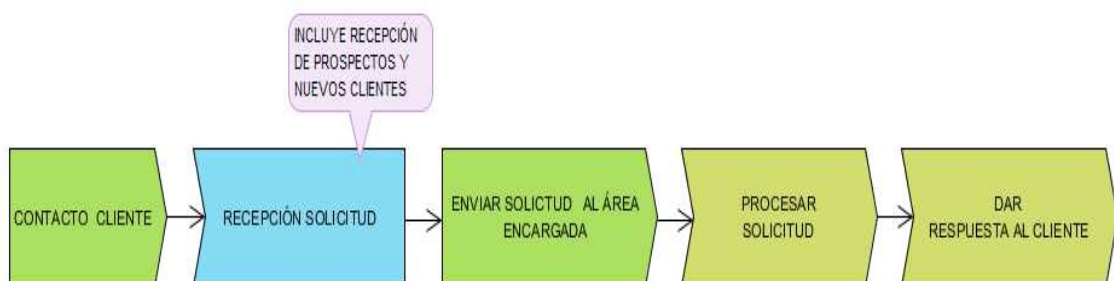 INCLUYE RECEPCIÓN
DE PROSPECTOS Y
NUEVOS CLIENTES
CONTACTO CLIENTE
RECEPCIÓN SOLICITUD
ENVIAR SOLICTUD AL ÁREA
ENCARGADA
PROCESAR
SOLICITUD
DAR
RESPUESTA AL CLIENTE